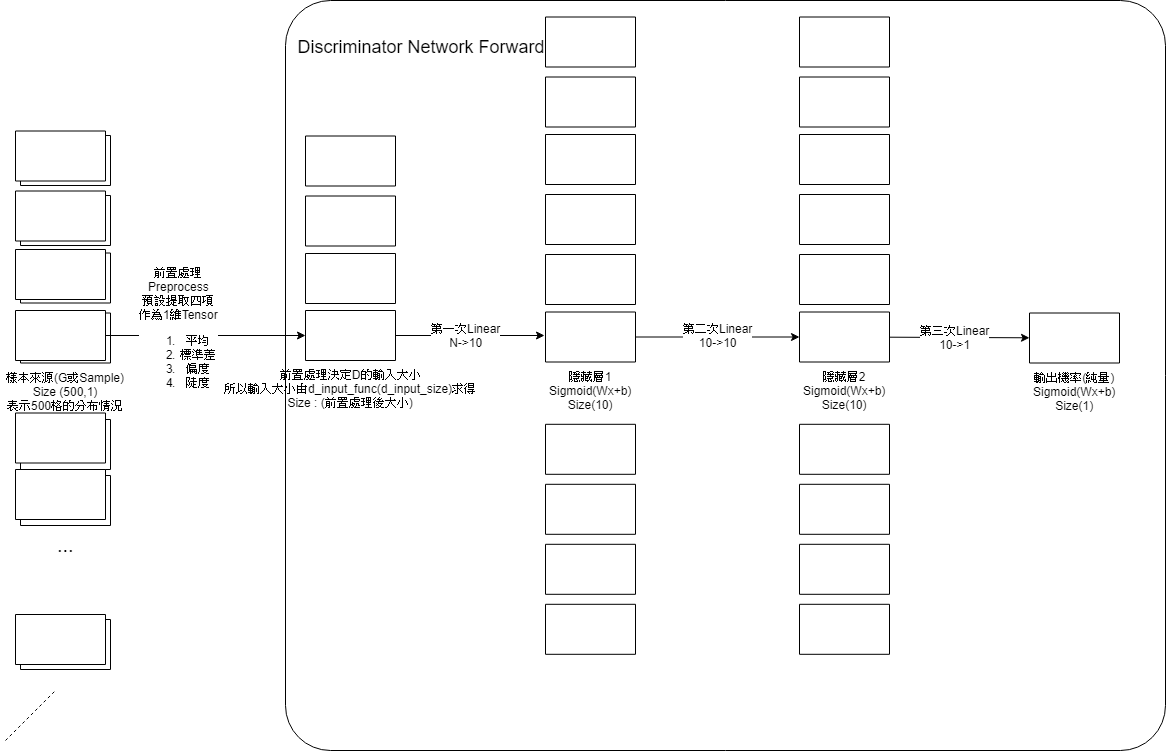 Discriminator Network Forward
前置處理
Preprocess
預設提取四項
作為1維Tensor
1. 平均
2. 標準差
3. 偏度
4. 陡度
樣本來源(G或Sample)
Size (500,1)
表示500格的分布情況
...
前置處理決定D的輸入大小
所以輸入大小由d_input_func(d_input_size)求得
Size : (前置處理後大小)
第一次Linear
N->10
隱藏層1
Sigmoid(Wx+b)
Size(10)
第二次Linear
10->10
隱藏層2
Sigmoid(Wx+b)
Size(10)
第三次Linear
10->1
輸出機率(純量)
Sigmoid(Wx+b)
Size(1)